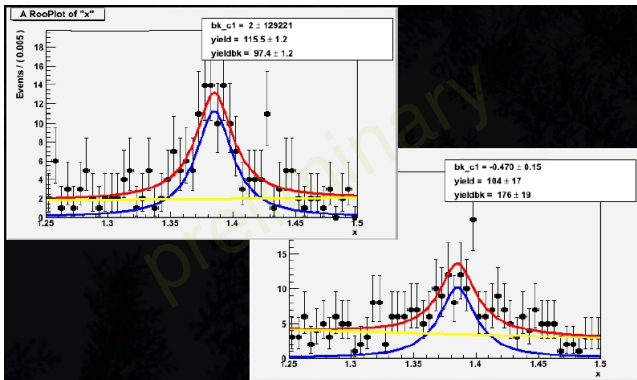 A RooPlot of "x"
bk_c1 = 2 ± 129221
yield = 115.5 ± 1.2
yieldbk = 97.4 ± 1.2
Events / ( 0.005 )
18
16
14
12
10
8
6
4
2
0
1.25 1.3 1.35 1.4 1.45 1.5
x
preliminary
bk_c1 = -0.470 ± 0.15
yield = 104 ± 17
yieldbk = 176 ± 19
15
10
5
0
1.25 1.3 1.35 1.4 1.45 1.5
x